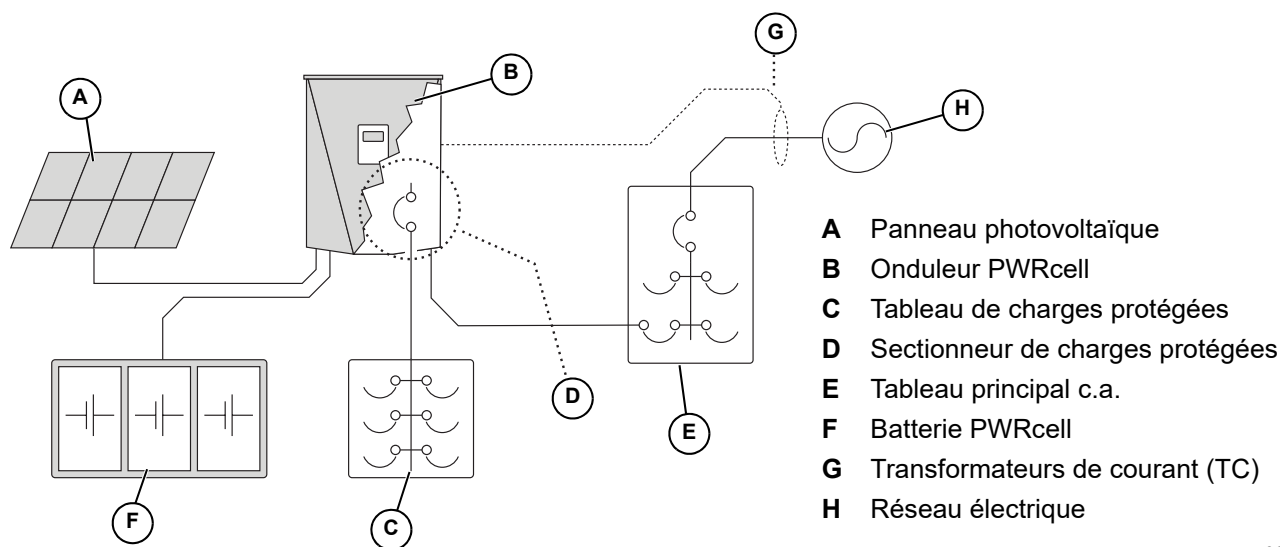 G
B
A
H
A Panneau photovoltaïque
B Onduleur PWRcell
C Tableau de charges protégées
D Sectionneur de charges protégées
E Tableau principal c.a.
F Batterie PWRcell
G Transformateurs de courant (TC)
H Réseau électrique
D
E
F
C